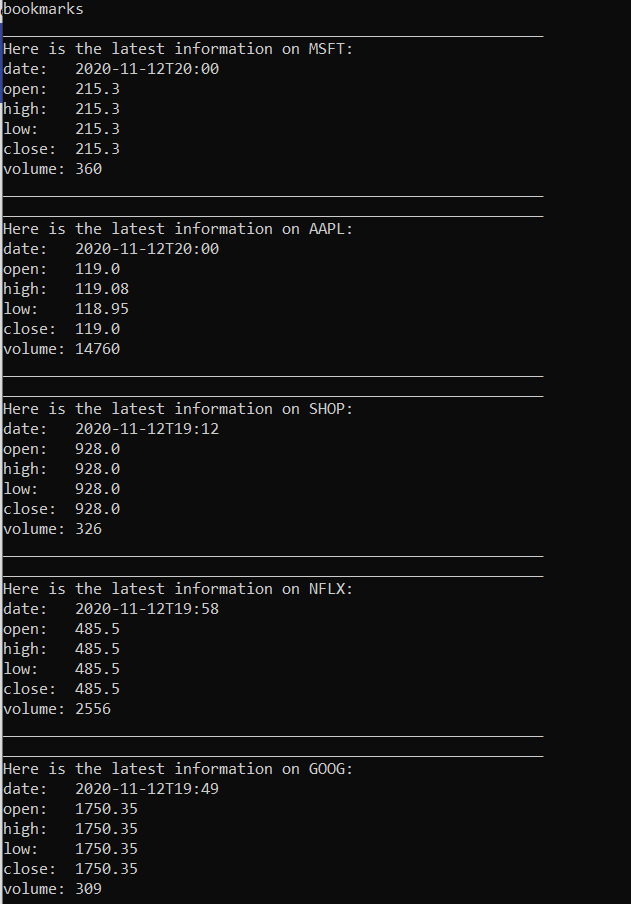 bookmarks
Here is the latest information on MSFT:
date:   2020-11-12T20:00
open:   215.3
high:   215.3
low:    215.3
close:  215.3
volume: 360
Here is the latest information on AAPL:
date:   2020-11-12T20:00
open:   119.0
high:   119.08
low:    118.95
close:  119.0
volume: 14760
Here is the latest information on SHOP:
date:   2020-11-12T19:12
open:   928.0
high:   928.0
low:    928.0
close:  928.0
volume: 326
Here is the latest information on NFLX:
date:   2020-11-12T19:58
open:   485.5
high:   485.5
low:    485.5
close:  485.5
volume: 2556
Here is the latest information on GOOG:
date:   2020-11-12T19:49
open:   1750.35
high:   1750.35
low:    1750.35
close:  1750.35
volume: 309